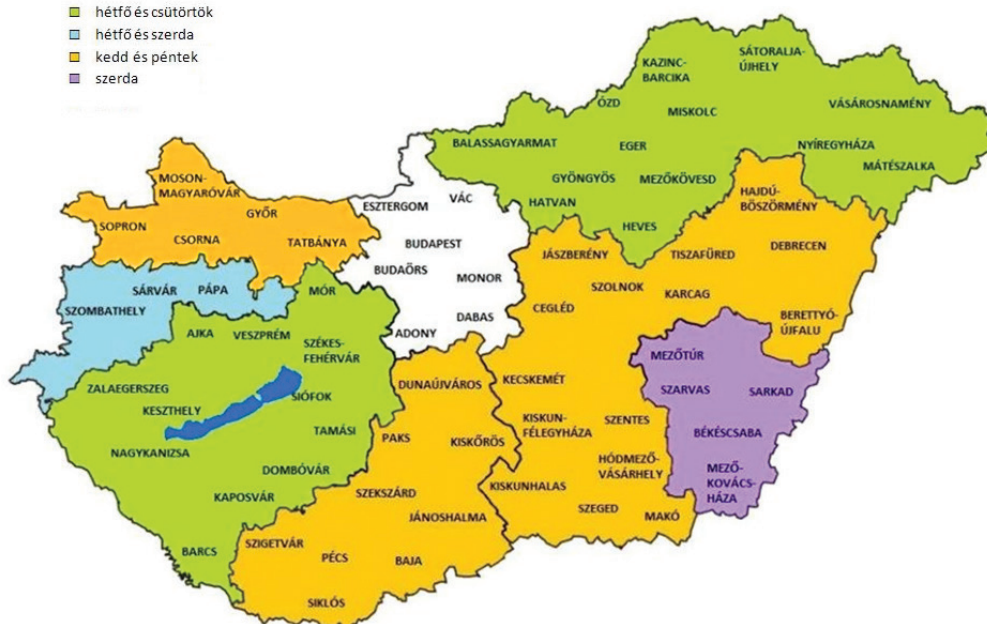 hétfő és csütörtök
hétfő és szerda
kedd és péntek
szerda
SÁTORALJA-
ÚJHELY
KAZINC-
BARCIKA
ÓZD
MISKOLC
VÁSÁROSNAMÉNY
BALASSAGYARMAT
EGER
NYÍREGYHÁZA
MÁTÉSZALKA
GYÖNGYÖS
MEZŐKÖVESD
HATVAN
HEVES
MOSON-
MAGYARÓVÁR
GYŐR
SOPRON
CSORNA
TATBÁNYA
ESZTERGOM
VÁC
BUDAPEST
BUDAÖRS
MONOR
DABAS
ADONY
HAJDÚ-
BÖSZÖRMÉNY
DEBRECEN
JÁSZBERÉNY
TISZAFÜRED
SZOLNOK
KARCAG
CEGLÉD
BERETTYÓ-
ÚJFALU
SÁRVÁR
PÁPA
SZOMBATHELY
MÓR
AJKA
VESZPRÉM
SZÉKES-
FEHÉRVÁR
ZALAEGERSZEG
KESZTHELY
SIÓFOK
TAMÁSI
NAGYKANIZSA
DOMBÓVÁR
KAPOSVÁR
BARCS
DUNAÚJVÁROS
PAKS
KISKŐRÖS
SZEKSZÁRD
JÁNOSHALMA
SZIGETVÁR
PÉCS
BAJA
SIKLÓS
KECSKEMÉT
KISKUN-
FÉLEGYHÁZA
SZENTES
HÓDMEZŐ-
VÁSÁRHELY
KISKUNHALAS
SZEGED
MAKÓ
MEZŐTÚR
SZARVAS
SARKAD
BÉKÉSCSABA
MEZŐ-
KOVÁCS-
HÁZA